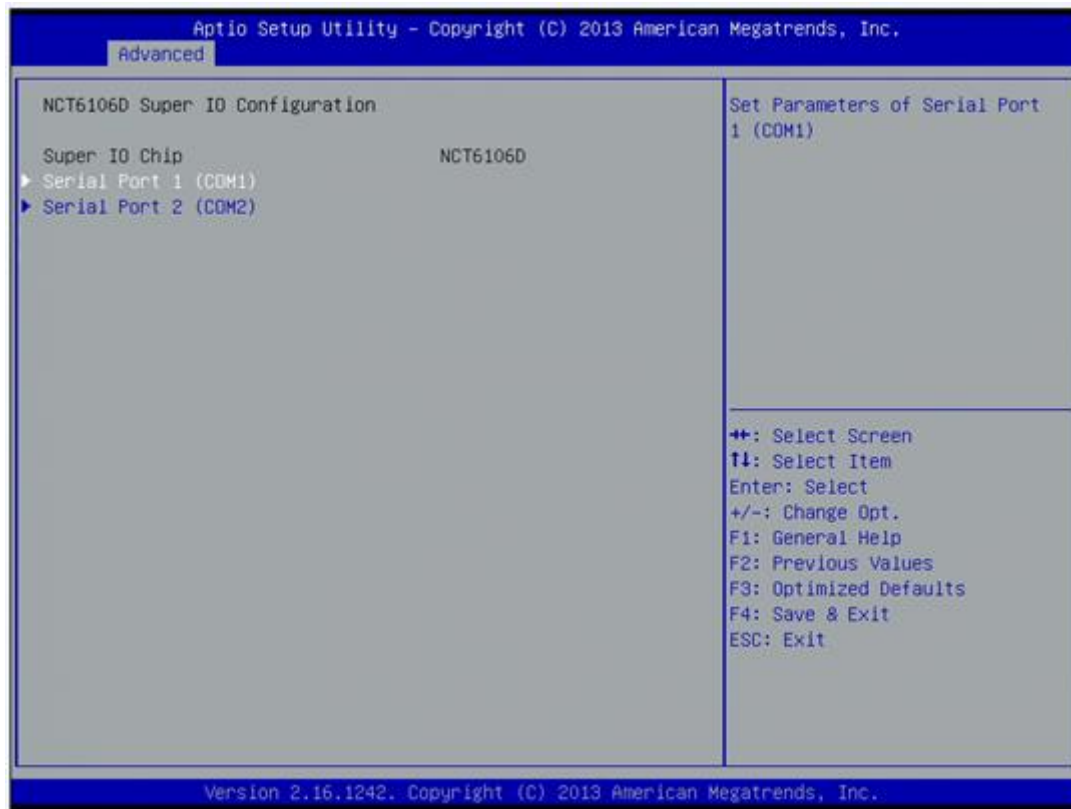 Aptio Setup Utility - Copyright (C) 2013 American Megatrends, Inc.
Advanced
NCT6106D Super IO Configuration
Super IO Chip NCT6106D
Serial Port 1 (COM1)
Serial Port 2 (COM2)
Set Parameters of Serial Port
1 (COM1)
→←: Select Screen
↑↓: Select Item
Enter: Select
+/-: Change Opt.
F1: General Help
F2: Previous Values
F3: Optimized Defaults
F4: Save & Exit
ESC: Exit
Version 2.16.1242. Copyright (C) 2013 American Megatrends, Inc.